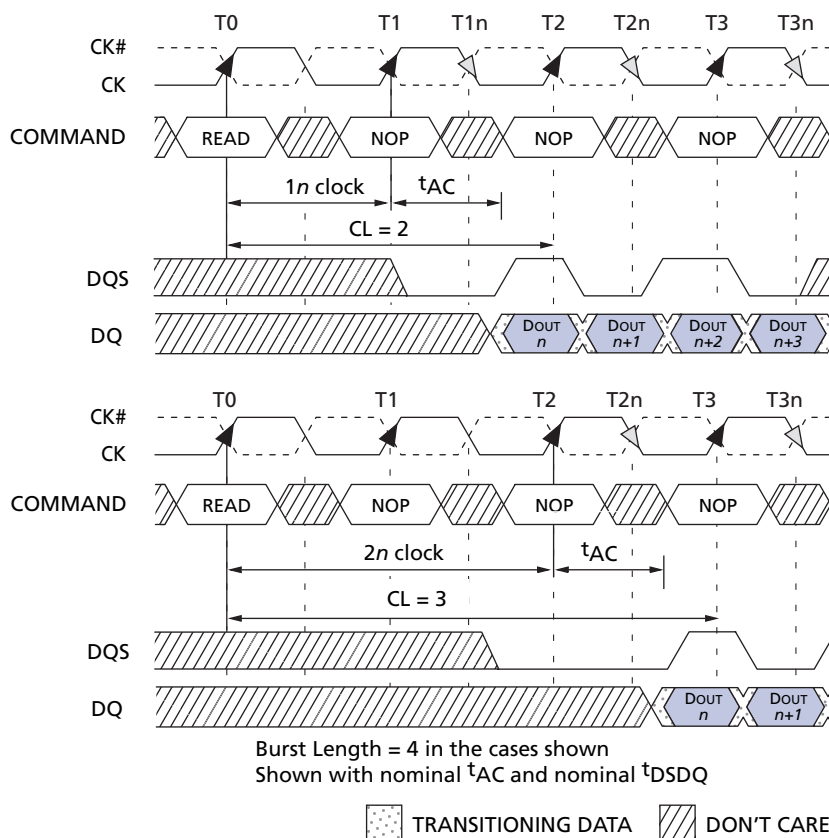 T0 T1 T1n T2 T2n T3 T3n
CK#
CK
COMMAND READ NOP NOP NOP
1n clock tAC
CL = 2
DQS
DQ DOUT n DOUT n+1 DOUT n+2 DOUT n+3
T0 T1 T2 T2n T3 T3n
CK#
CK
COMMAND READ NOP NOP NOP
2n clock tAC
CL = 3
DQS
DQ DOUT n DOUT n+1
Burst Length = 4 in the cases shown
Shown with nominal tAC and nominal tDSDQ
TRANSITIONING DATA DON'T CARE